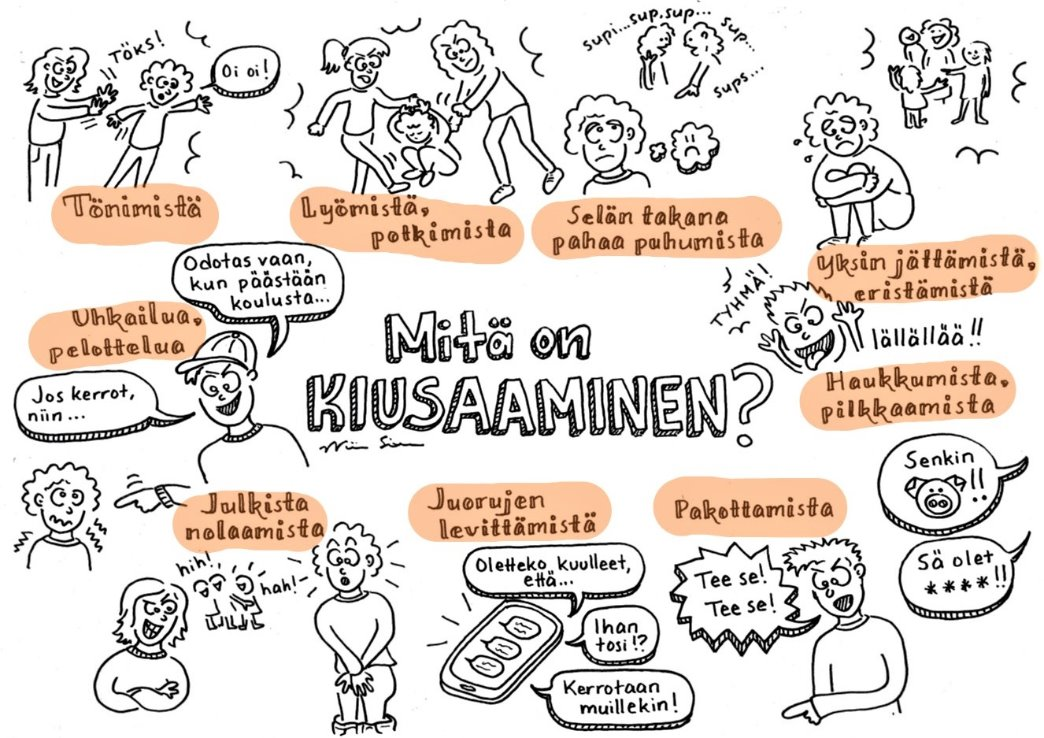 TÖKS!
Oi oi!
Tönimistä
Lyömistä,
potkimista
supi...sup,sup...
sup...
sups...
Selän takana
pahaa puhumista
Yksin jättämistä,
eristämistä
Uhkailua,
pelottelua
Odotas vaan,
kun päästään
koulusta...
Jos kerrot,
niin...
Mitä on
KIUSAAMINEN?
TYHMÄ!
lällällää!!
Haukkumista,
pilkkaamista
Senkin
!!
Sä olet
****!!
Julkista
nolaamista
hih!
hah!
Juorujen
levittämistä
Oletteko kuulleet,
että...
Ihan
tosi!?
Kerrotaan
muillekin!
Pakottamista
Tee se!
Tee se!